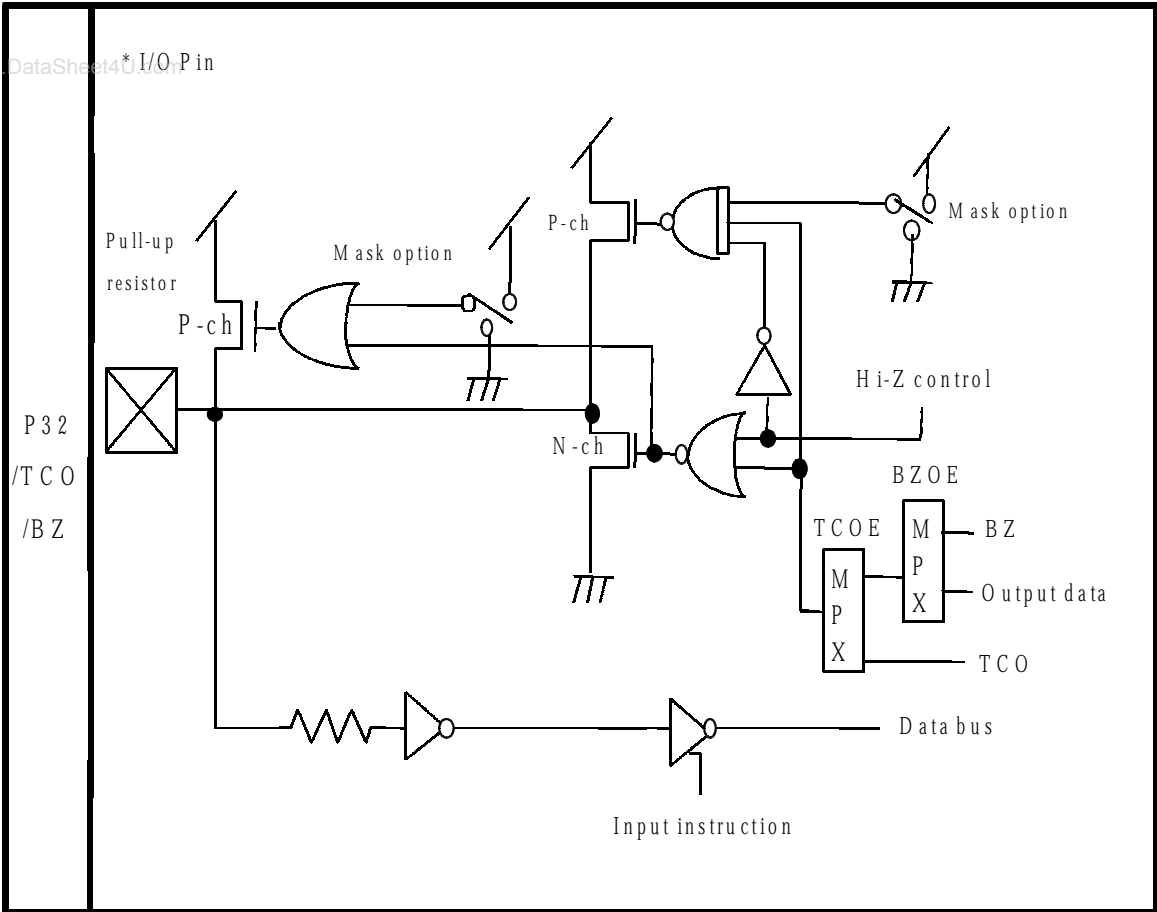 * I/O Pin
.DataSheet4U.com
P-ch
Mask option
Pull-up
resistor
Mask option
P-ch
Hi-Z control
P32
/TCO
/BZ
N-ch
BZOE
TCOE
M
P
X
BZ
Output data
M
P
X
TCO
Data bus
Input instruction